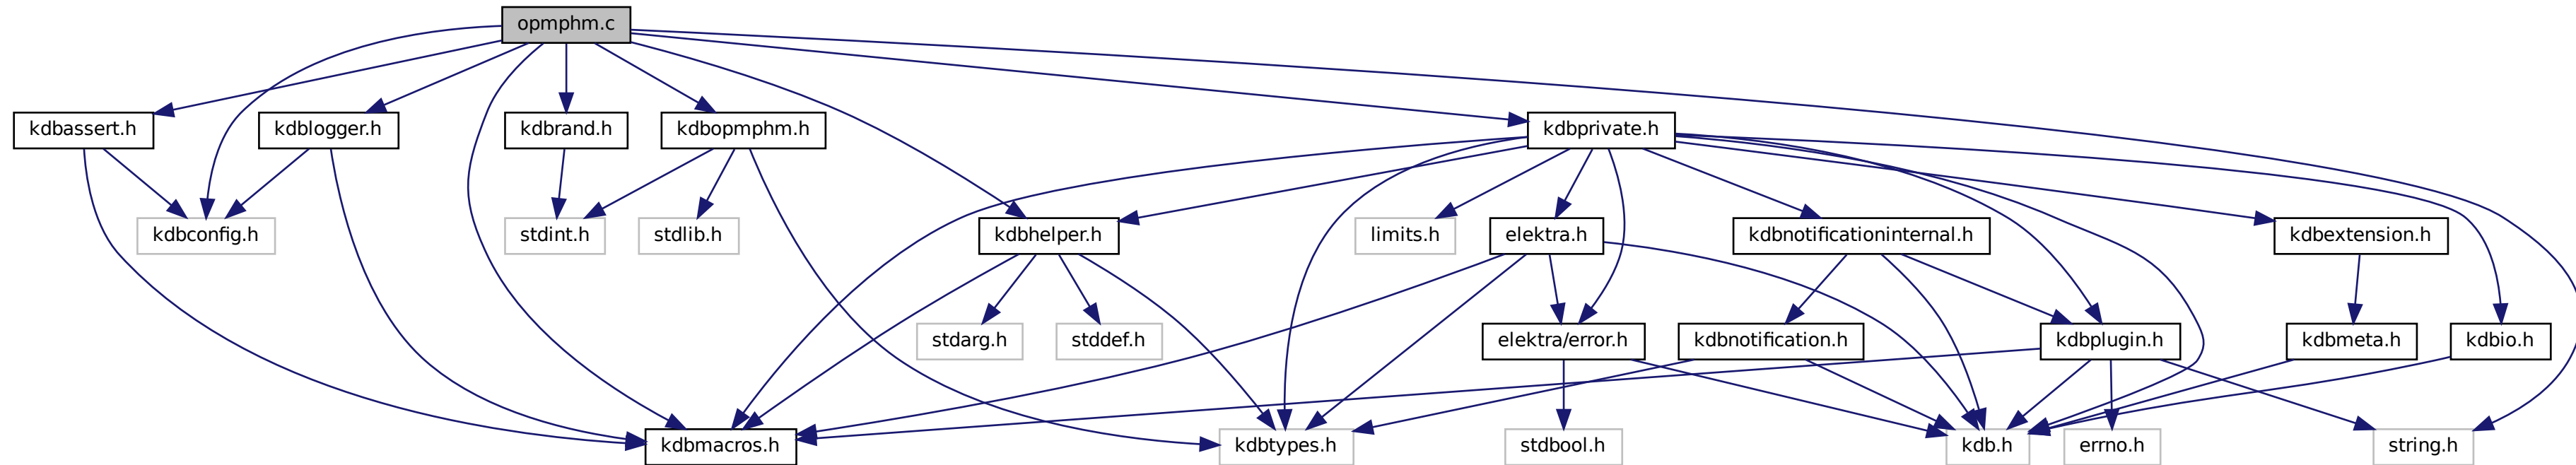 opmphm.c
kdbassert.h
kdblogger.h
kdbrand.h
kdbopmphm.h
kdbprivate.h
kdbconfig.h
stdint.h
stdlib.h
kdbhelper.h
limits.h
elektra.h
kdbnotificationinternal.h
kdbextension.h
stdarg.h
stddef.h
elektra/error.h
kdbnotification.h
kdbplugin.h
kdbmeta.h
kdbio.h
kdbmacros.h
kdbtypes.h
stdbool.h
kdb.h
errno.h
string.h